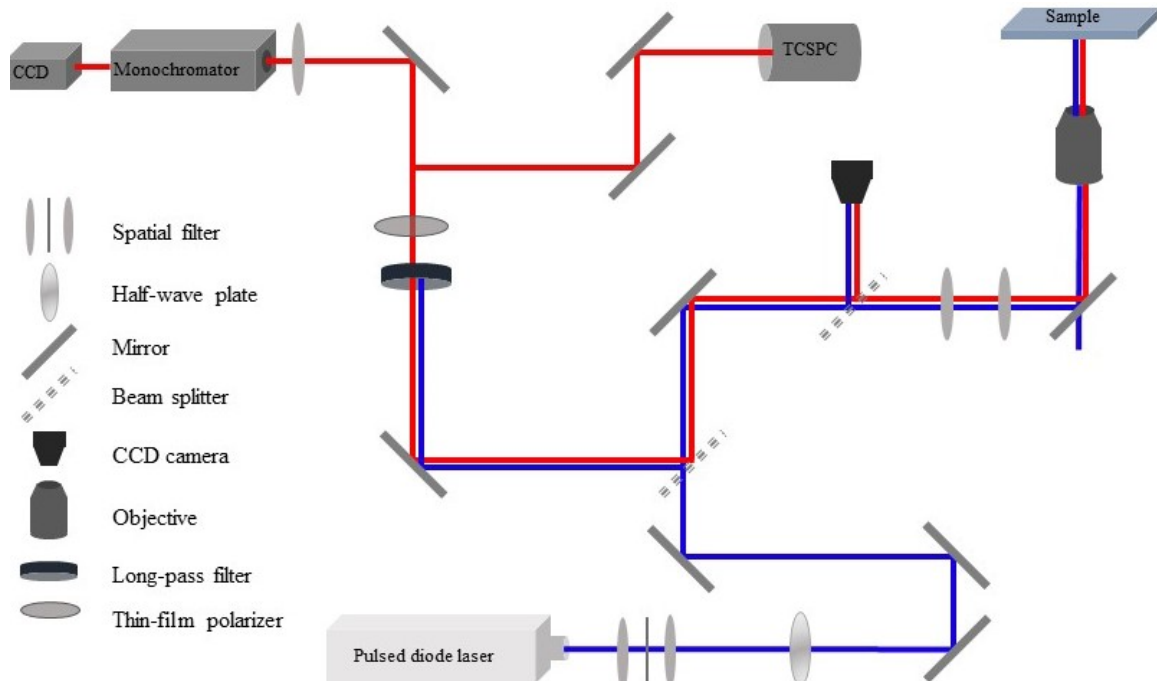 Sample
TCSPC
CCD
Monochromator
Spatial filter
Half-wave plate
Mirror
Beam splitter
CCD camera
Objective
Long-pass filter
Thin-film polarizer
Pulsed diode laser